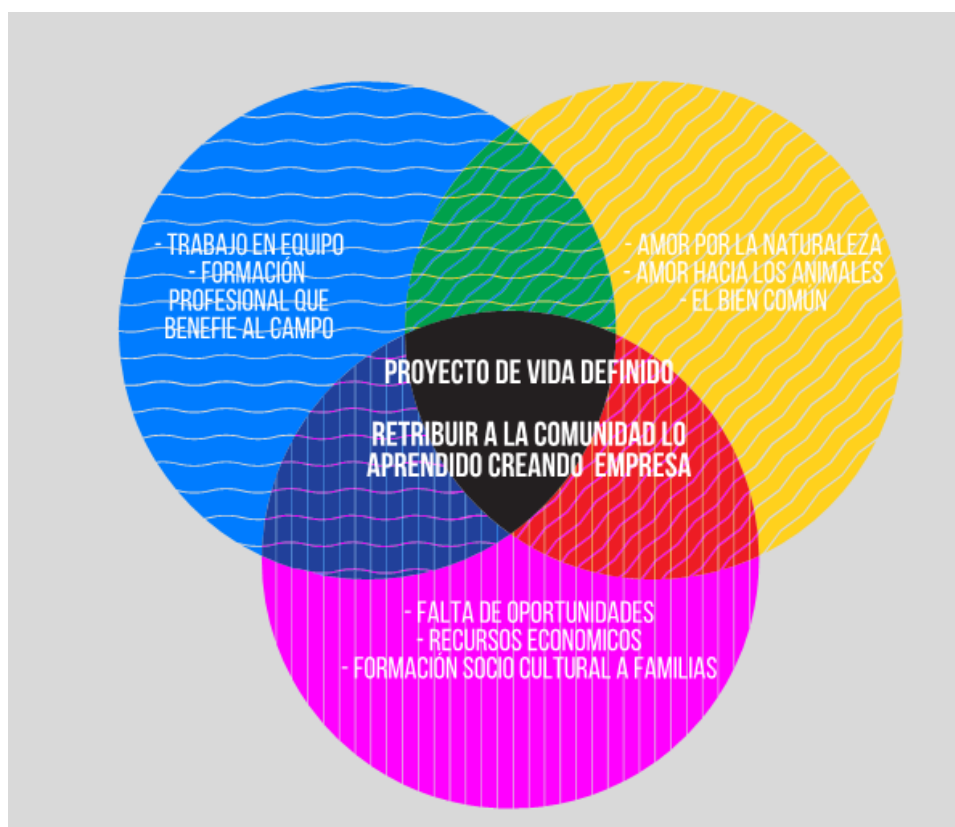 - TRABAJO EN EQUIPO
- FORMACIÓN
PROFESIONAL QUE
BENEFIE AL CAMPO
- AMOR POR LA NATURALEZA
- AMOR HACIA LOS ANIMALES
- EL BIEN COMÚN
PROYECTO DE VIDA DEFINIDO
RETRIBUIR A LA COMUNIDAD LO
APRENDIDO CREANDO EMPRESA
- FALTA DE OPORTUNIDADES
- RECURSOS ECONOMICOS
- FORMACIÓN SOCIO CULTURAL A FAMILIAS